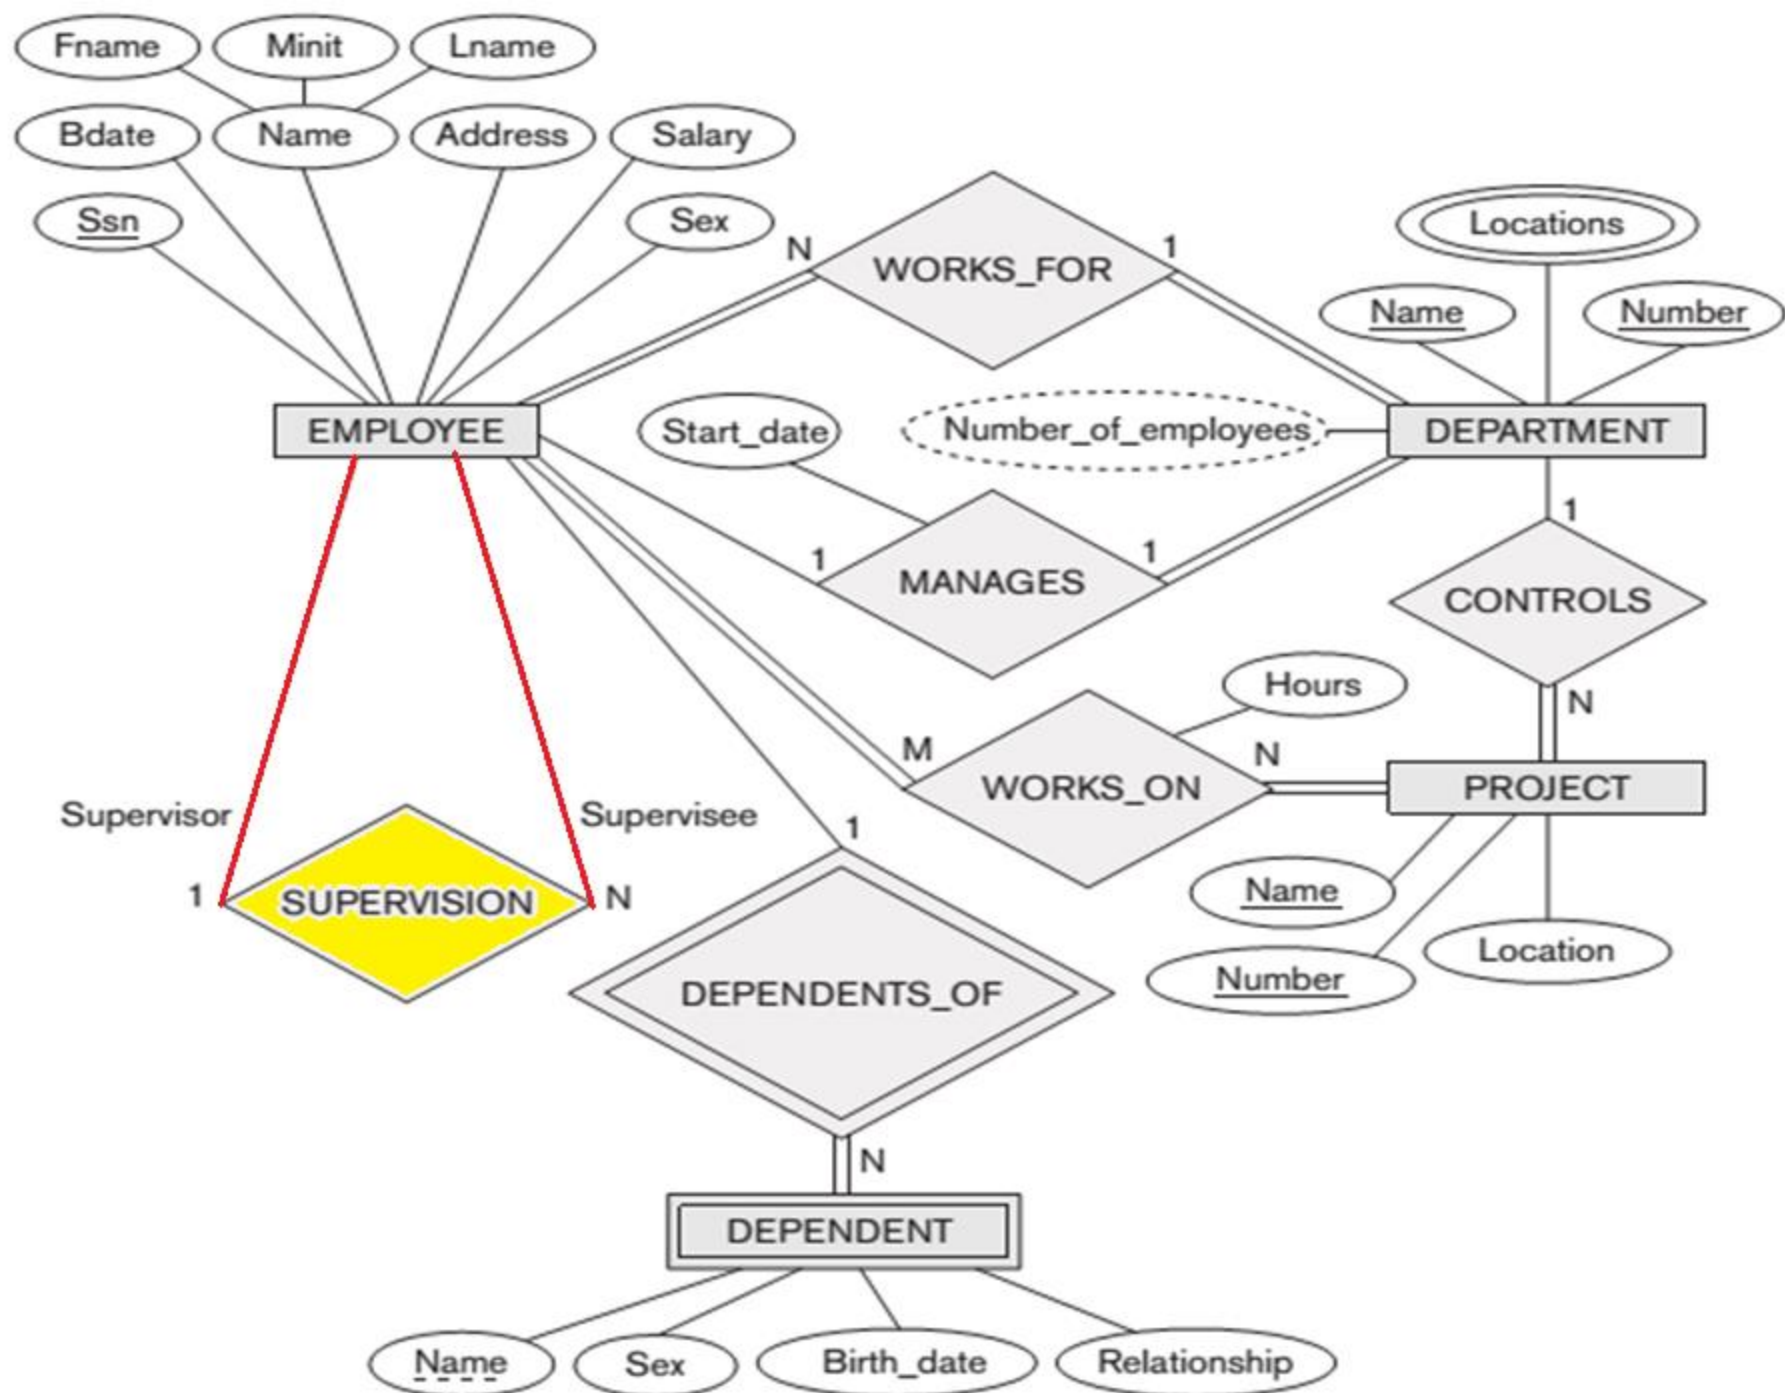 Fname Minit Lname
Bdate Name Address Salary
Ssn Sex
N WORKS_FOR 1
Locations
Name Number
EMPLOYEE Start_date Number_of_employees DEPARTMENT
1 MANAGES 1
1
CONTROLS
N
Hours
M WORKS_ON N PROJECT
Supervisor Supervisee
1 SUPERVISION N
1
Name
Number Location
DEPENDENTS_OF
N
DEPENDENT
Name Sex Birth_date Relationship